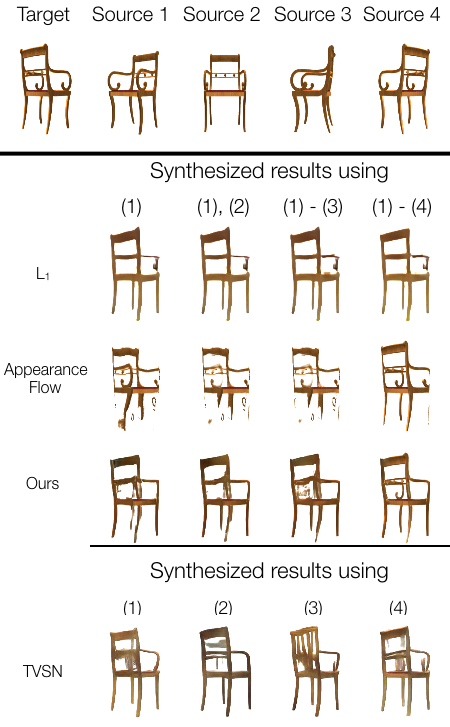 Target Source 1 Source 2 Source 3 Source 4
Synthesized results using
(1) (1), (2) (1) - (3) (1) - (4)
L₁
Appearance
Flow
Ours
Synthesized results using
(1) (2) (3) (4)
TVSN